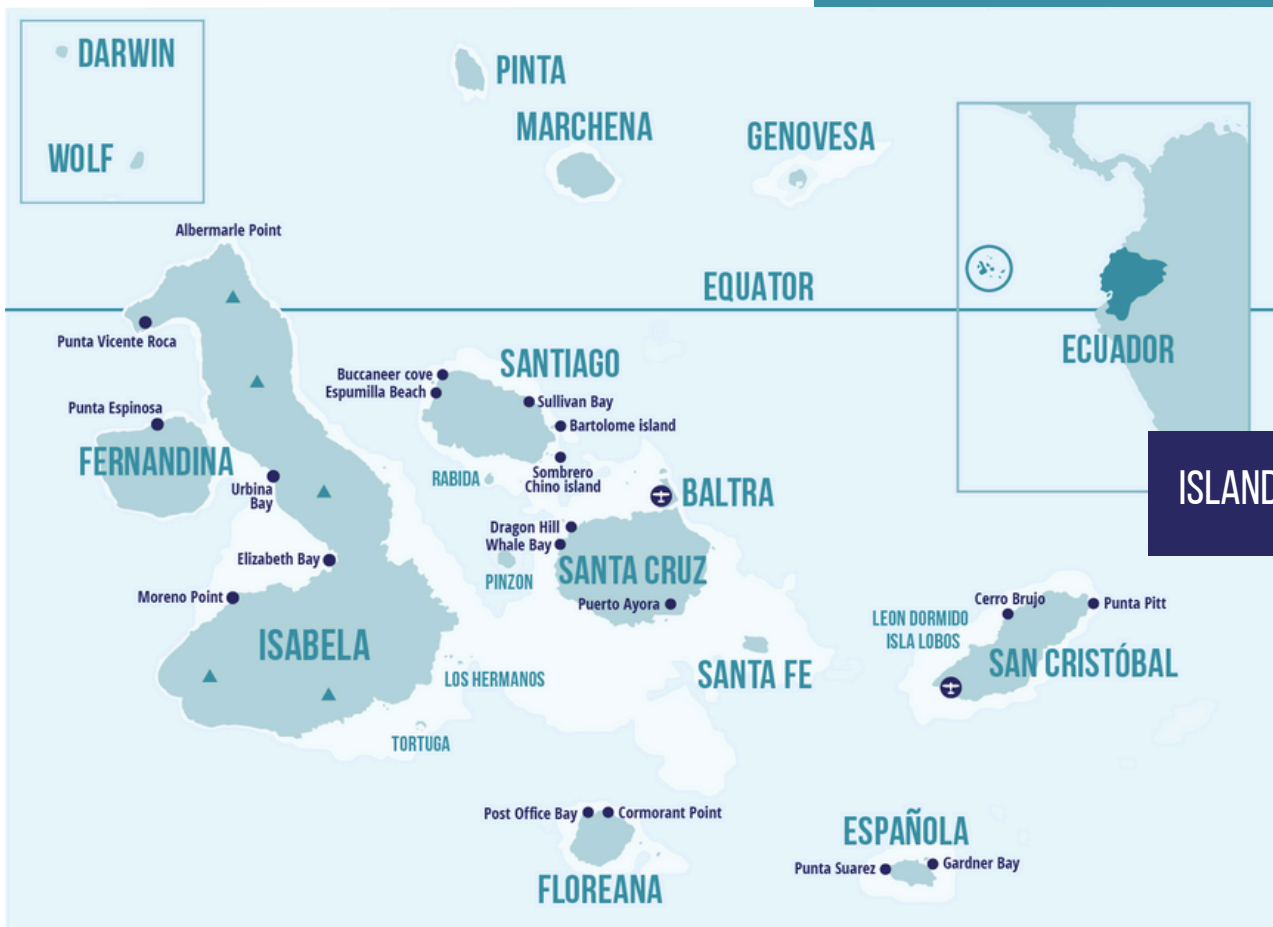 DARWIN
WOLF
PINTA
MARCHENA
GENOVESA
Albermarle Point
EQUATOR
Punta Vicente Roca
ECUADOR
SANTIAGO
Buccaneer cove
Espumilla Beach
Sullivan Bay
Bartolome island
Punta Espinosa
FERNANDINA
Urbina
Bay
RABIDA
Sombrero
Chino island
BALTRA
ISLAND
Dragon Hill
Whale Bay
Elizabeth Bay
PINZON
SANTA CRUZ
Moreno Point
Puerto Ayora
Cerro Brujo
Punta Pitt
LEON DORMIDO
ISLA LOBOS
ISABELA
SAN CRISTÓBAL
LOS HERMANOS
SANTA FE
TORTUGA
Post Office Bay
Cormorant Point
FLOREANA
ESPAÑOLA
Punta Suarez
Gardner Bay